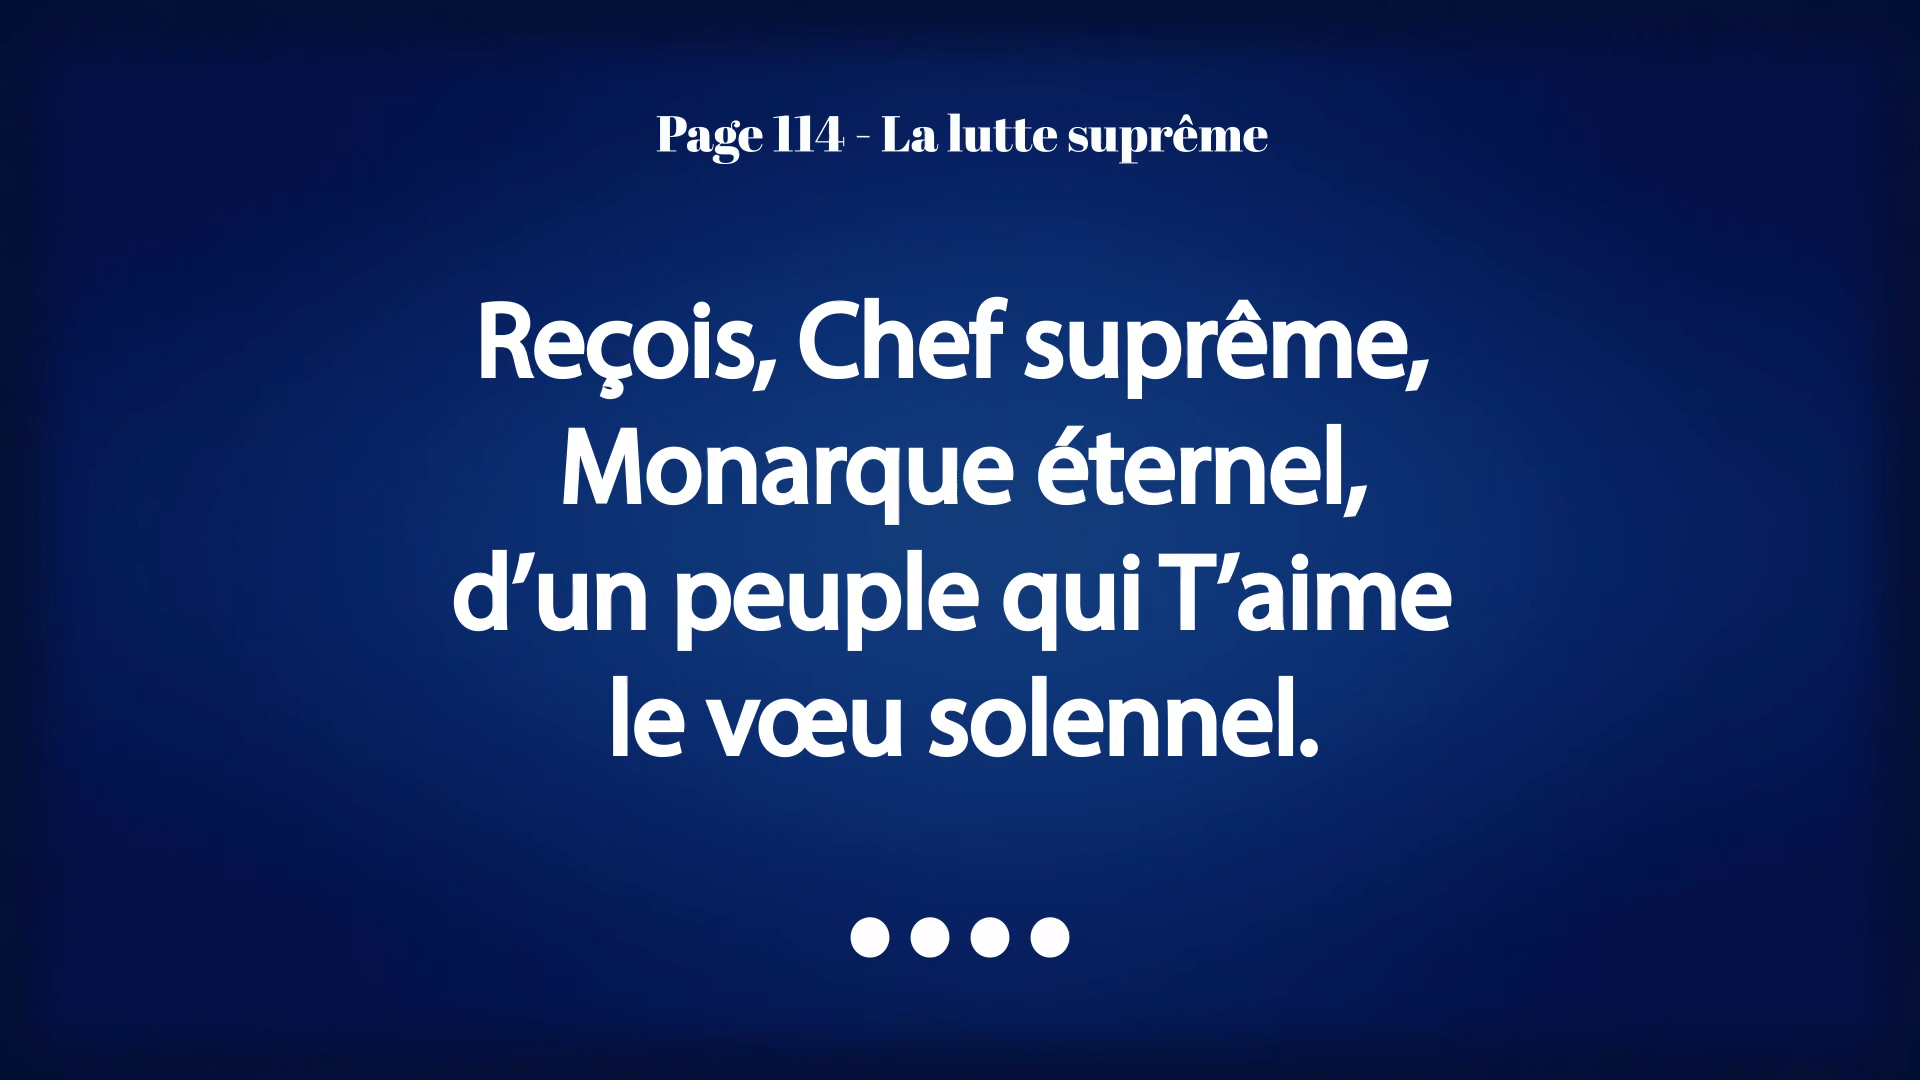 Page 114 - La lutte suprême
Reçois, Chef suprême,
Monarque éternel,
d’un peuple qui T’aime
le vœu solennel.